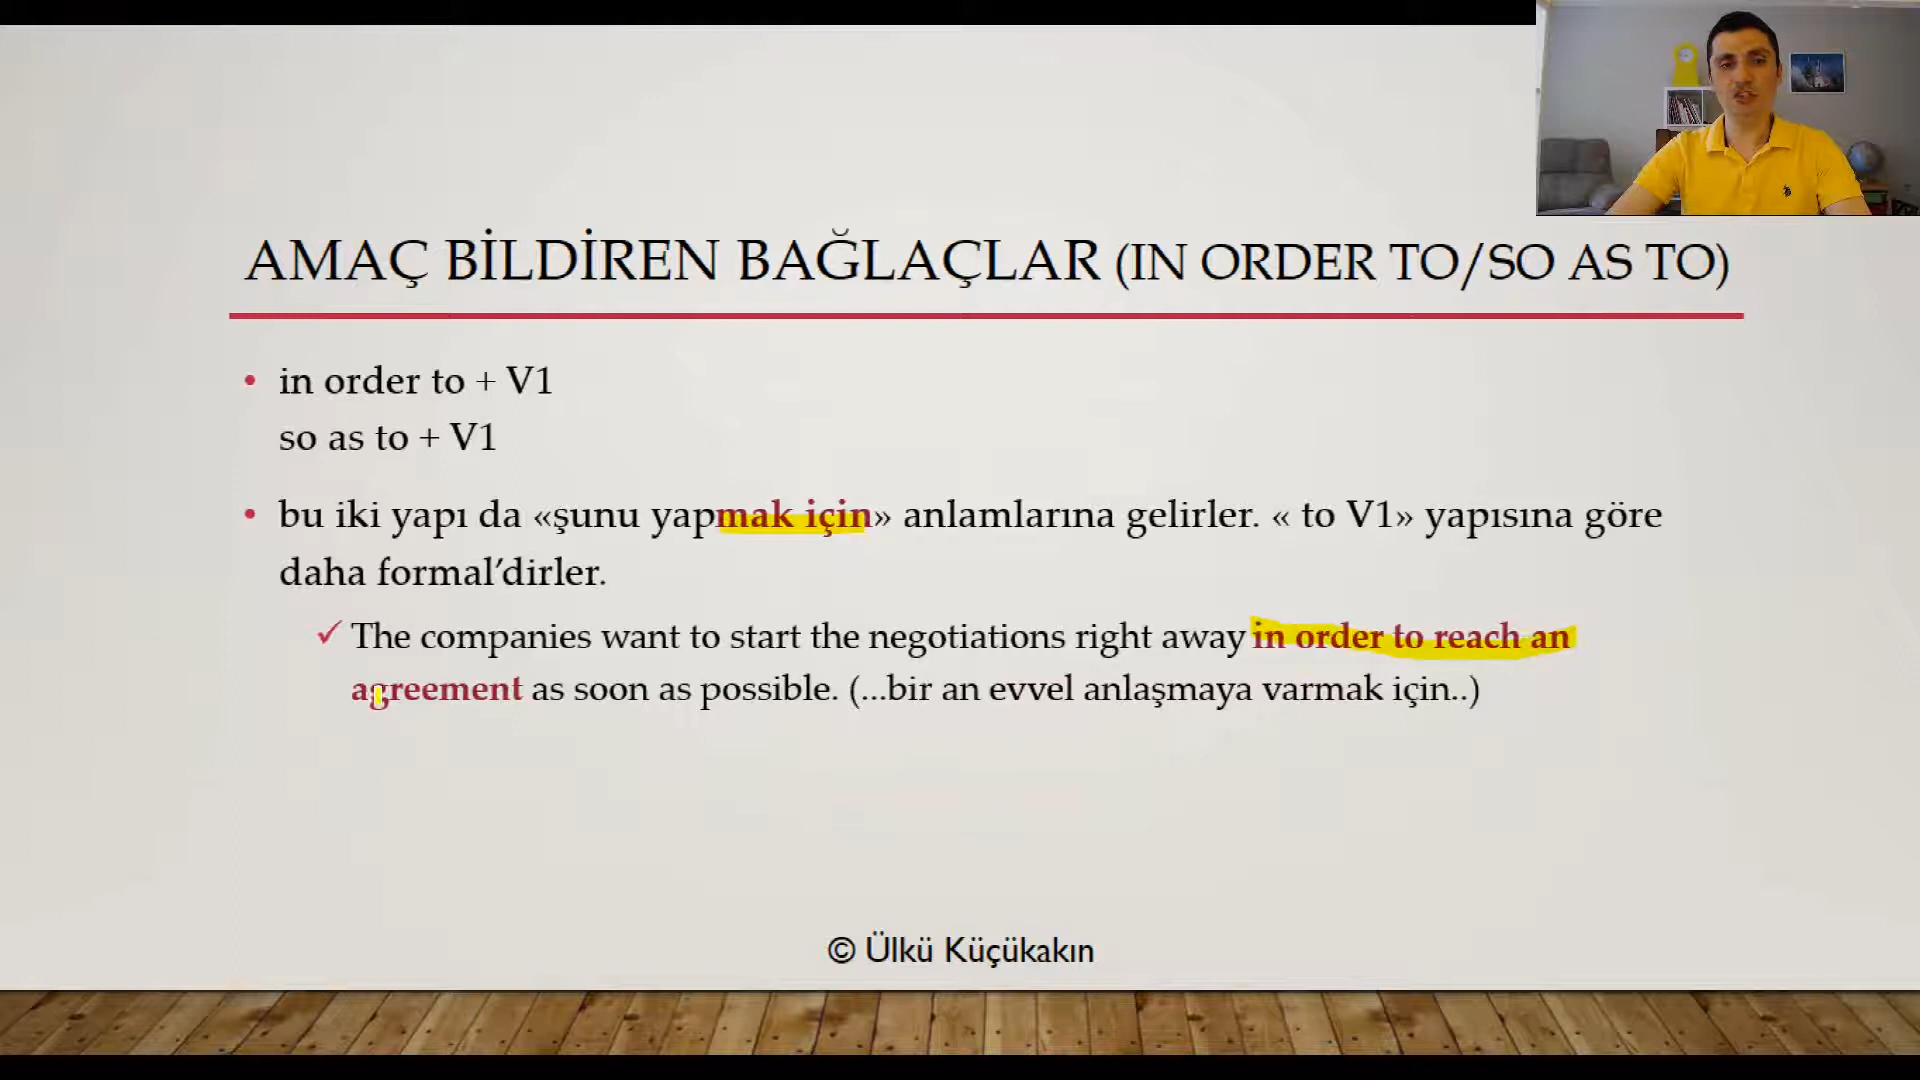 AMAÇ BİLDİREN BAĞLAÇLAR (IN ORDER TO/SO AS TO)
• in order to + V1
so as to + V1
• bu iki yapı da «şunu yapmak için» anlamlarına gelirler. « to V1» yapısına göre
daha formal’dirler.
✓ The companies want to start the negotiations right away in order to reach an
agreement as soon as possible. (...bir an evvel anlaşmaya varmak için..)
© Ülkü Küçükakın